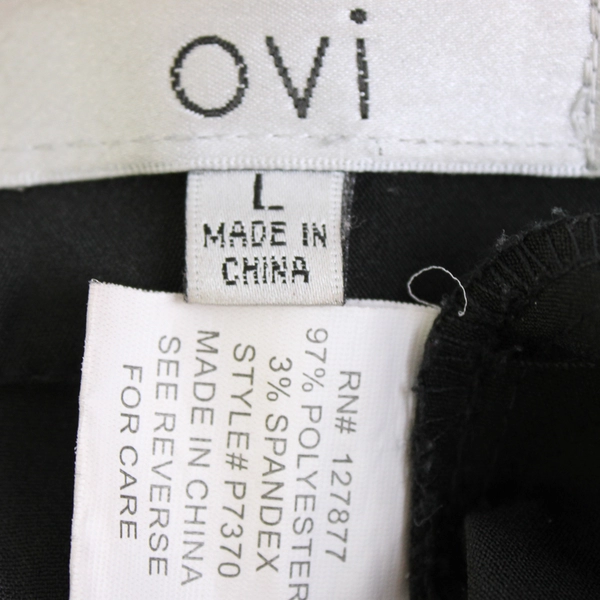 ovi
L
MADE IN
CHINA
RN# 127877
97% POLYESTER
3% SPANDEX
STYLE# P7370
MADE IN CHINA
SEE REVERSE
FOR CARE